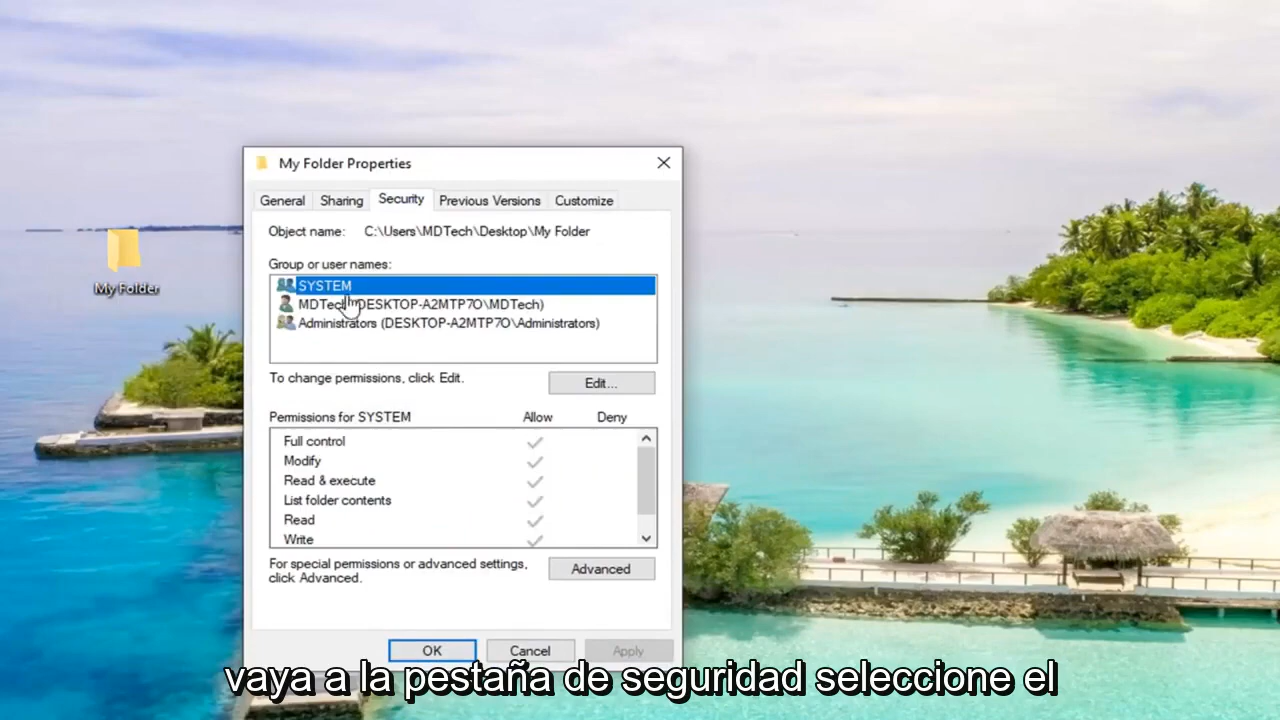 My Folder
My Folder Properties
General Sharing Security Previous Versions Customize
Object name: C:\Users\MDTech\Desktop\My Folder
Group or user names:
SYSTEM
MDTech (DESKTOP-A2MTP7O\MDTech)
Administrators (DESKTOP-A2MTP7O\Administrators)
To change permissions, click Edit.
Edit...
Permissions for SYSTEM Allow Deny
Full control
Modify
Read & execute
List folder contents
Read
Write
For special permissions or advanced settings,
click Advanced.
Advanced
OK Cancel Apply
vaya a la pestaña de seguridad seleccione el